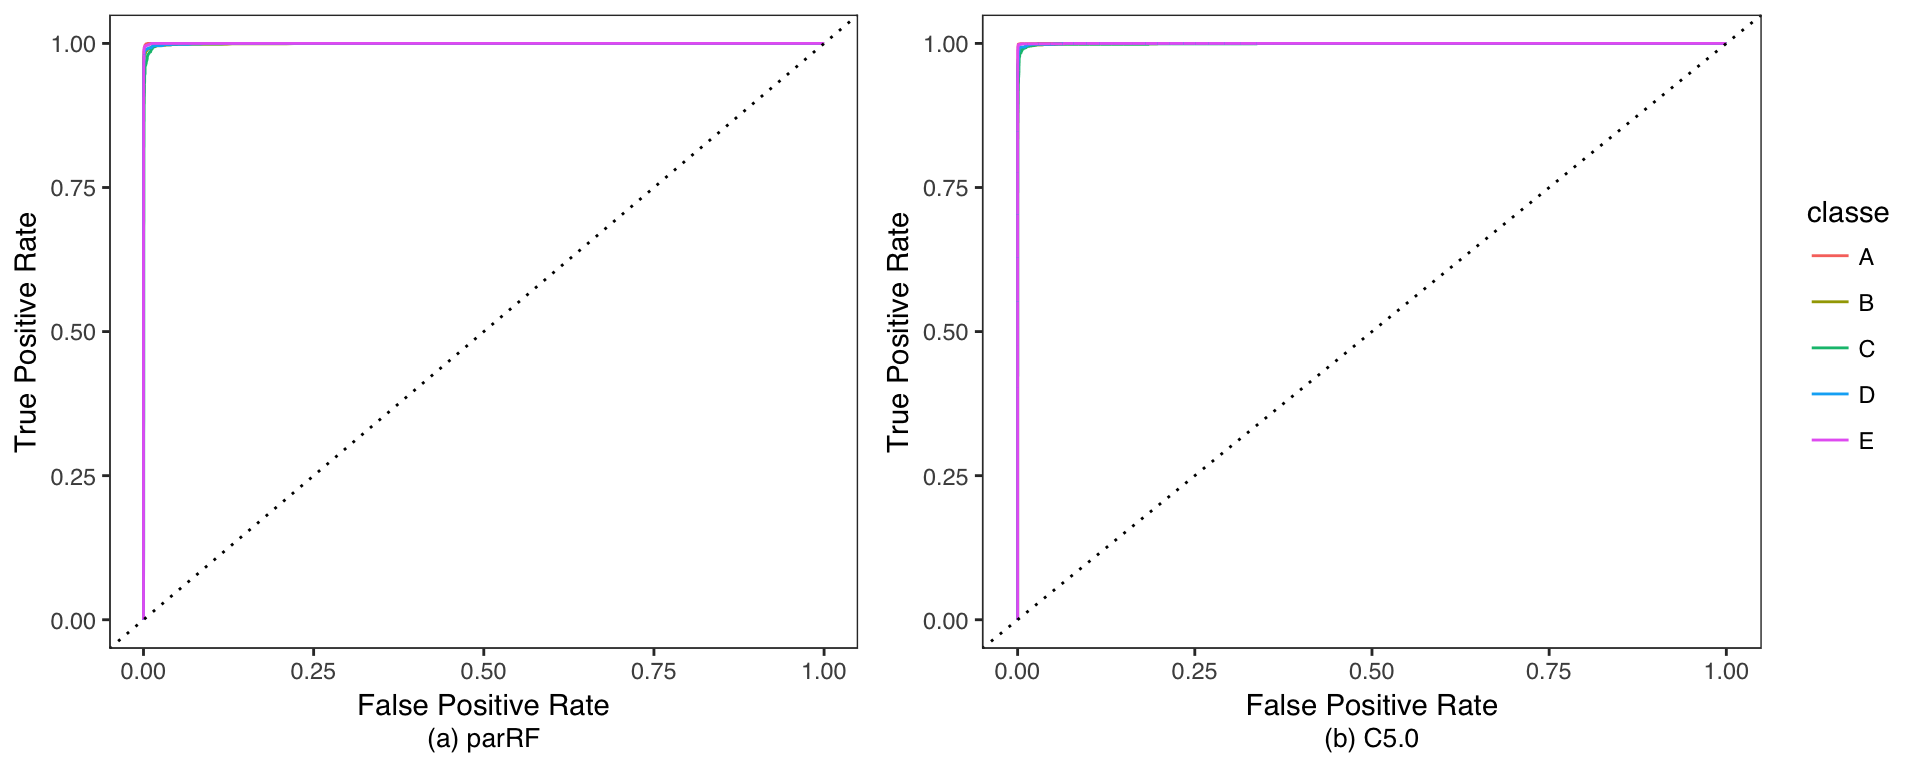 1.00
0.75
0.50
0.25
0.00
True Positive Rate
0.00 0.25 0.50 0.75 1.00
False Positive Rate
(a) parRF
1.00
0.75
0.50
0.25
0.00
True Positive Rate
0.00 0.25 0.50 0.75 1.00
False Positive Rate
(b) C5.0
classe
A
B
C
D
E